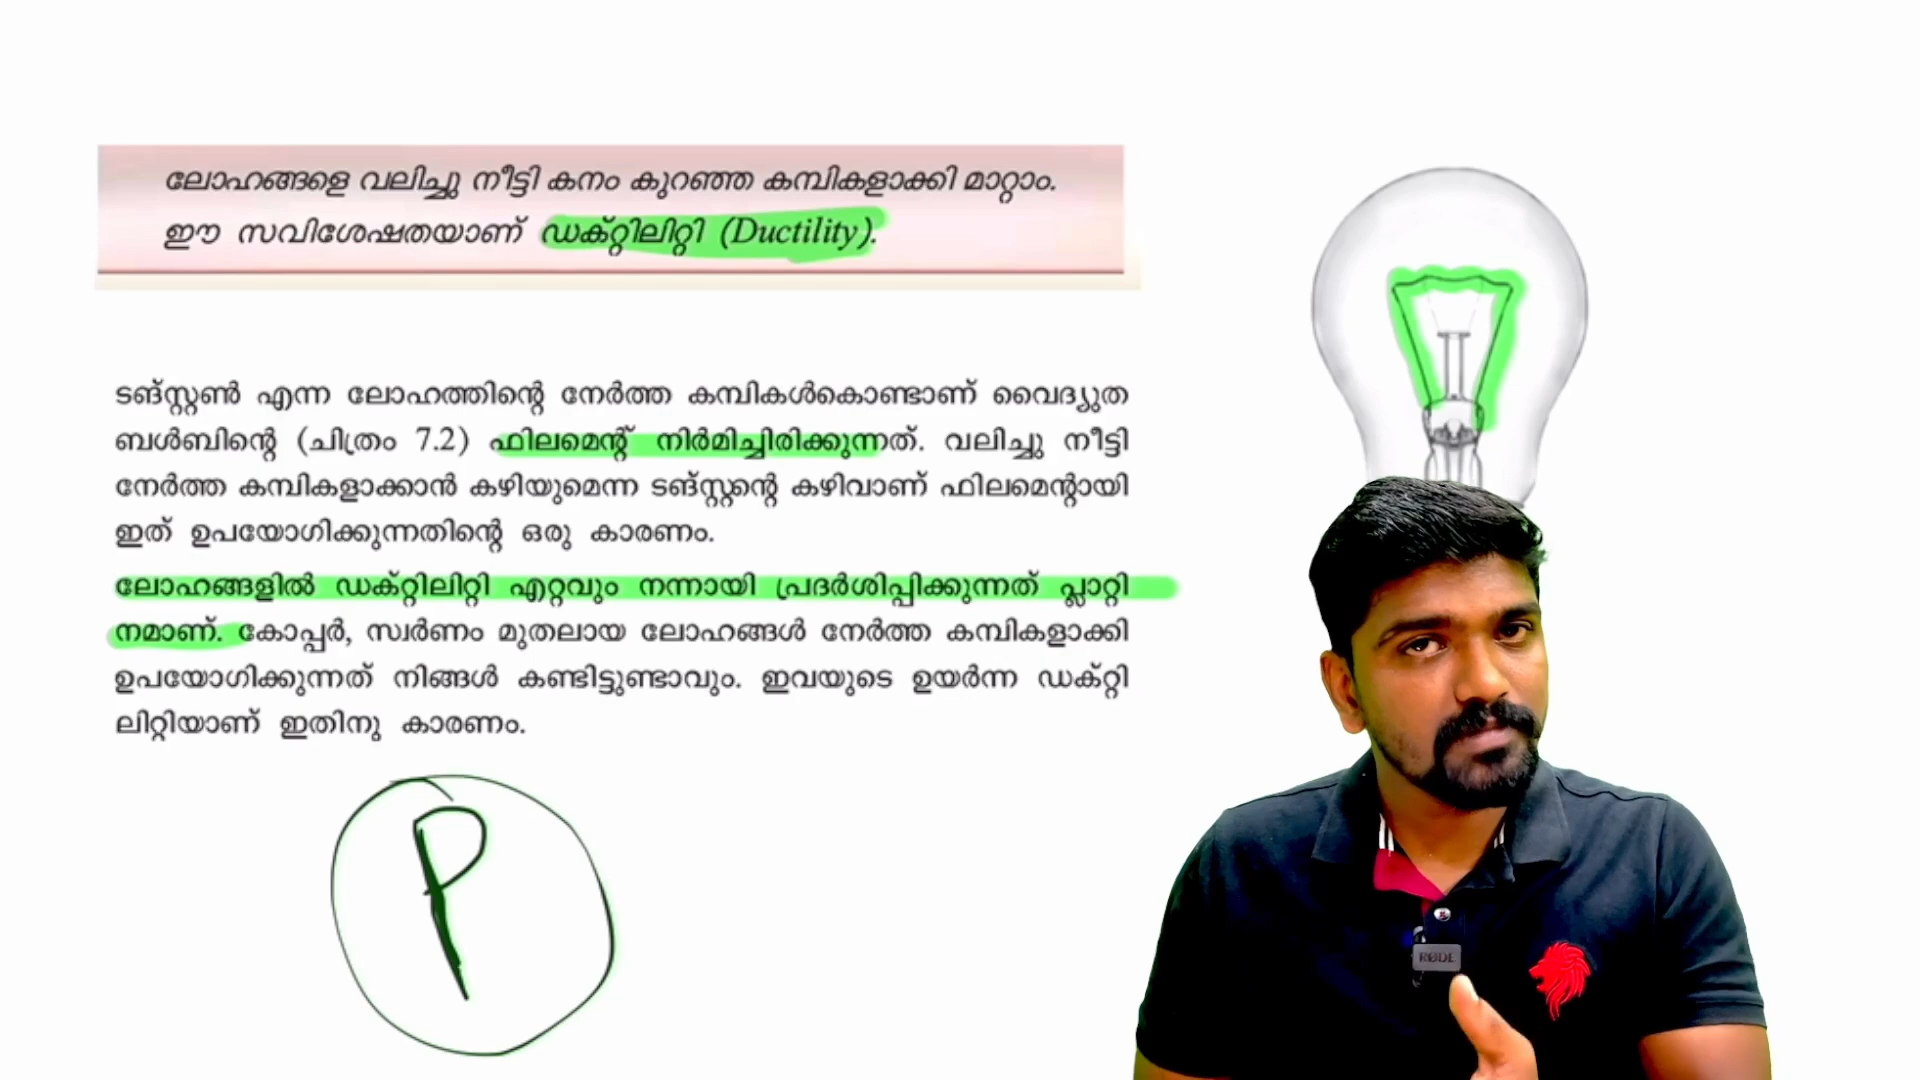 ലോഹങ്ങളെ വലിച്ചു നീട്ടി കനം കുറഞ്ഞ കമ്പികളാക്കി മാറ്റാം.
ഈ സവിശേഷതയാണ് ഡക്റ്റിലിറ്റി (Ductility).
ടങ്സ്റ്റൺ എന്ന ലോഹത്തിന്റെ നേർത്ത കമ്പികൾകൊണ്ടാണ് വൈദ്യുത
ബൾബിന്റെ (ചിത്രം 7.2) ഫിലമെന്റ് നിർമിച്ചിരിക്കുന്നത്. വലിച്ചു നീട്ടി
നേർത്ത കമ്പികളാക്കാൻ കഴിയുമെന്ന ടങ്സ്റ്റന്റെ കഴിവാണ് ഫിലമെന്റായി
ഇത് ഉപയോഗിക്കുന്നതിന്റെ ഒരു കാരണം.
ലോഹങ്ങളിൽ ഡക്റ്റിലിറ്റി എറ്റവും നന്നായി പ്രദർശിപ്പിക്കുന്നത് പ്ലാറ്റി
നമാണ്. കോപ്പർ, സ്വർണം മുതലായ ലോഹങ്ങൾ നേർത്ത കമ്പികളാക്കി
ഉപയോഗിക്കുന്നത് നിങ്ങൾ കണ്ടിട്ടുണ്ടാവും. ഇവയുടെ ഉയർന്ന ഡക്റ്റി
ലിറ്റിയാണ് ഇതിനു കാരണം.
P
RØDE